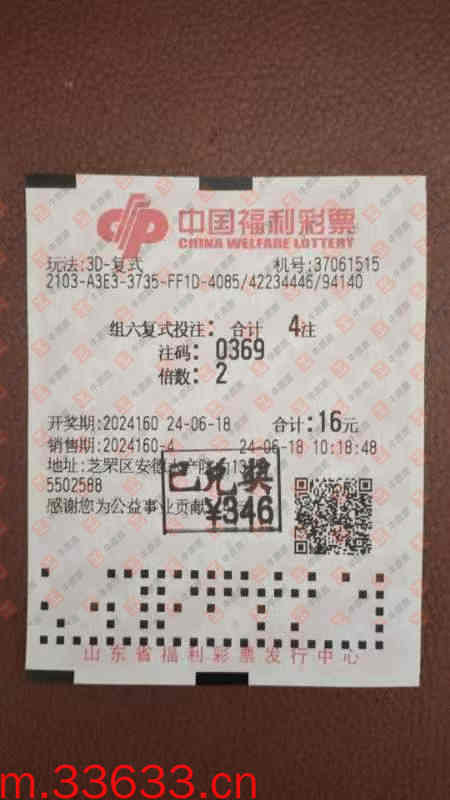 中国福利彩票
CHINA WELFARE LOTTERY
玩法:3D-复式 机号:37061515
2103-A3E3-3735-FF1D-4085/42234446/94140
组六复式投注: 合计 4注
注码: 0369
倍数: 2
开奖期:2024160 24-06-18 合计:16元
销售期:2024160-4 24-06-18 10:18:48
地址:芝罘区安德
5502588
感谢您为公益事业贡献
已兑奖
¥346
山东省福利彩票发行中心
m.33633.cn